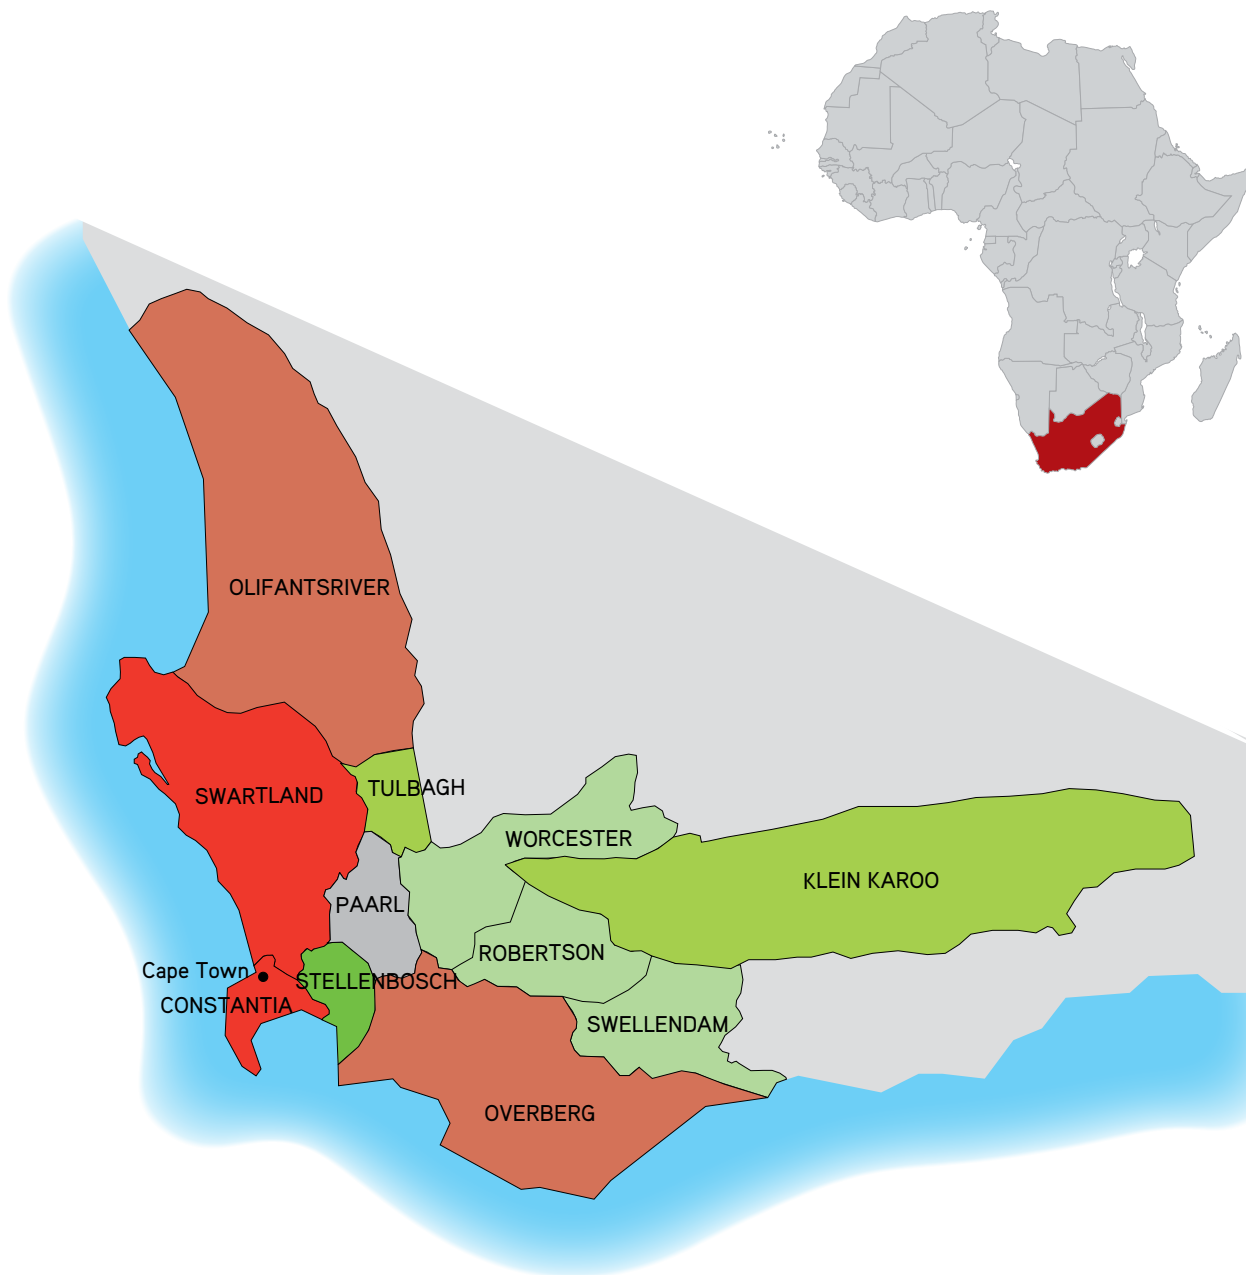 OLIFANTSRIVER
TULBAGH
SWARTLAND
WORCESTER
KLEIN KAROO
PAARL
ROBERTSON
Cape Town
STELLENBOSCH
CONSTANTIA
SWELLENDAM
OVERBERG